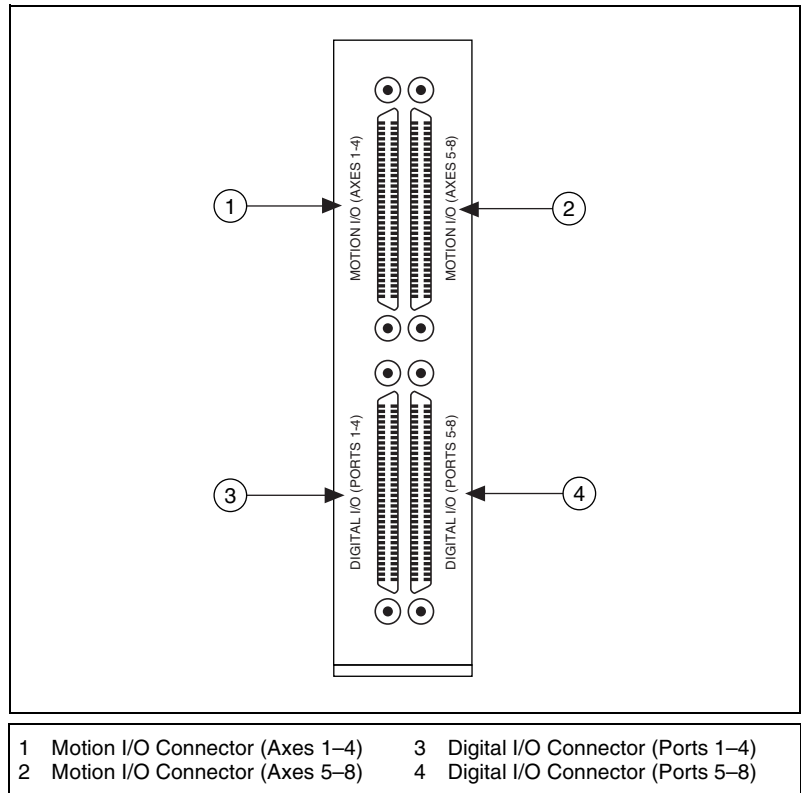 1
MOTION I/O (AXES 1-4)
MOTION I/O (AXES 5-8)
2
3
DIGITAL I/O (PORTS 1-4)
DIGITAL I/O (PORTS 5-8)
4
1 Motion I/O Connector (Axes 1–4)
2 Motion I/O Connector (Axes 5–8)
3 Digital I/O Connector (Ports 1–4)
4 Digital I/O Connector (Ports 5–8)